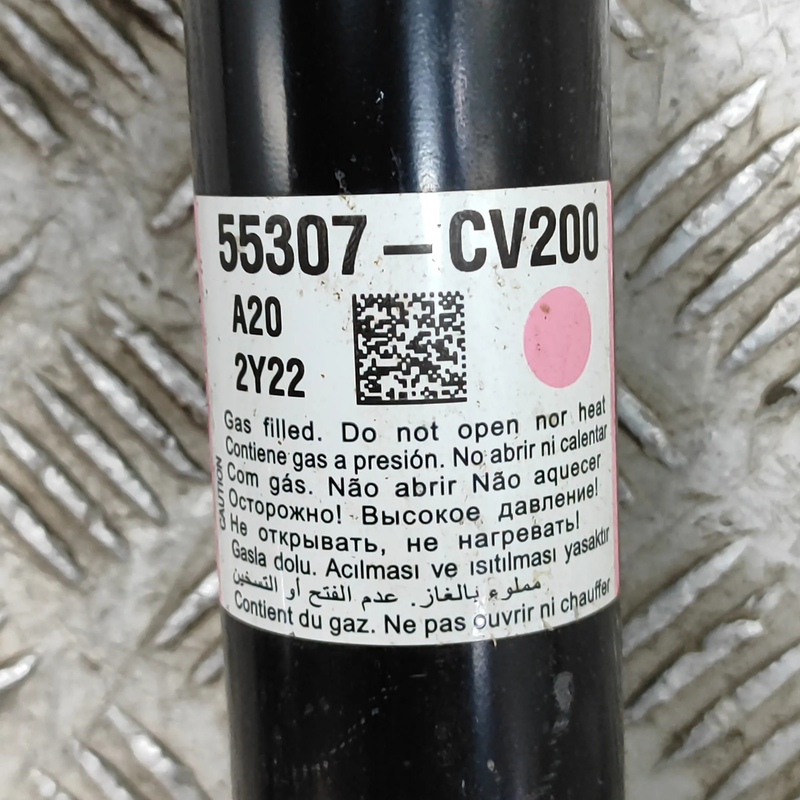 55307 – CV200
A20
2Y22
CAUTION
Gas filled. Do not open nor heat
Contiene gas a presión. No abrir ni calentar
Com gás. Não abrir Não aquecer
Осторожно! Высокое давление!
Не открывать, не нагревать!
Gasla dolu. Acılması ve ısıtılması yasaktır
مملوء بالغاز. عدم الفتح أو التسخين
Contient du gaz. Ne pas ouvrir ni chauffer